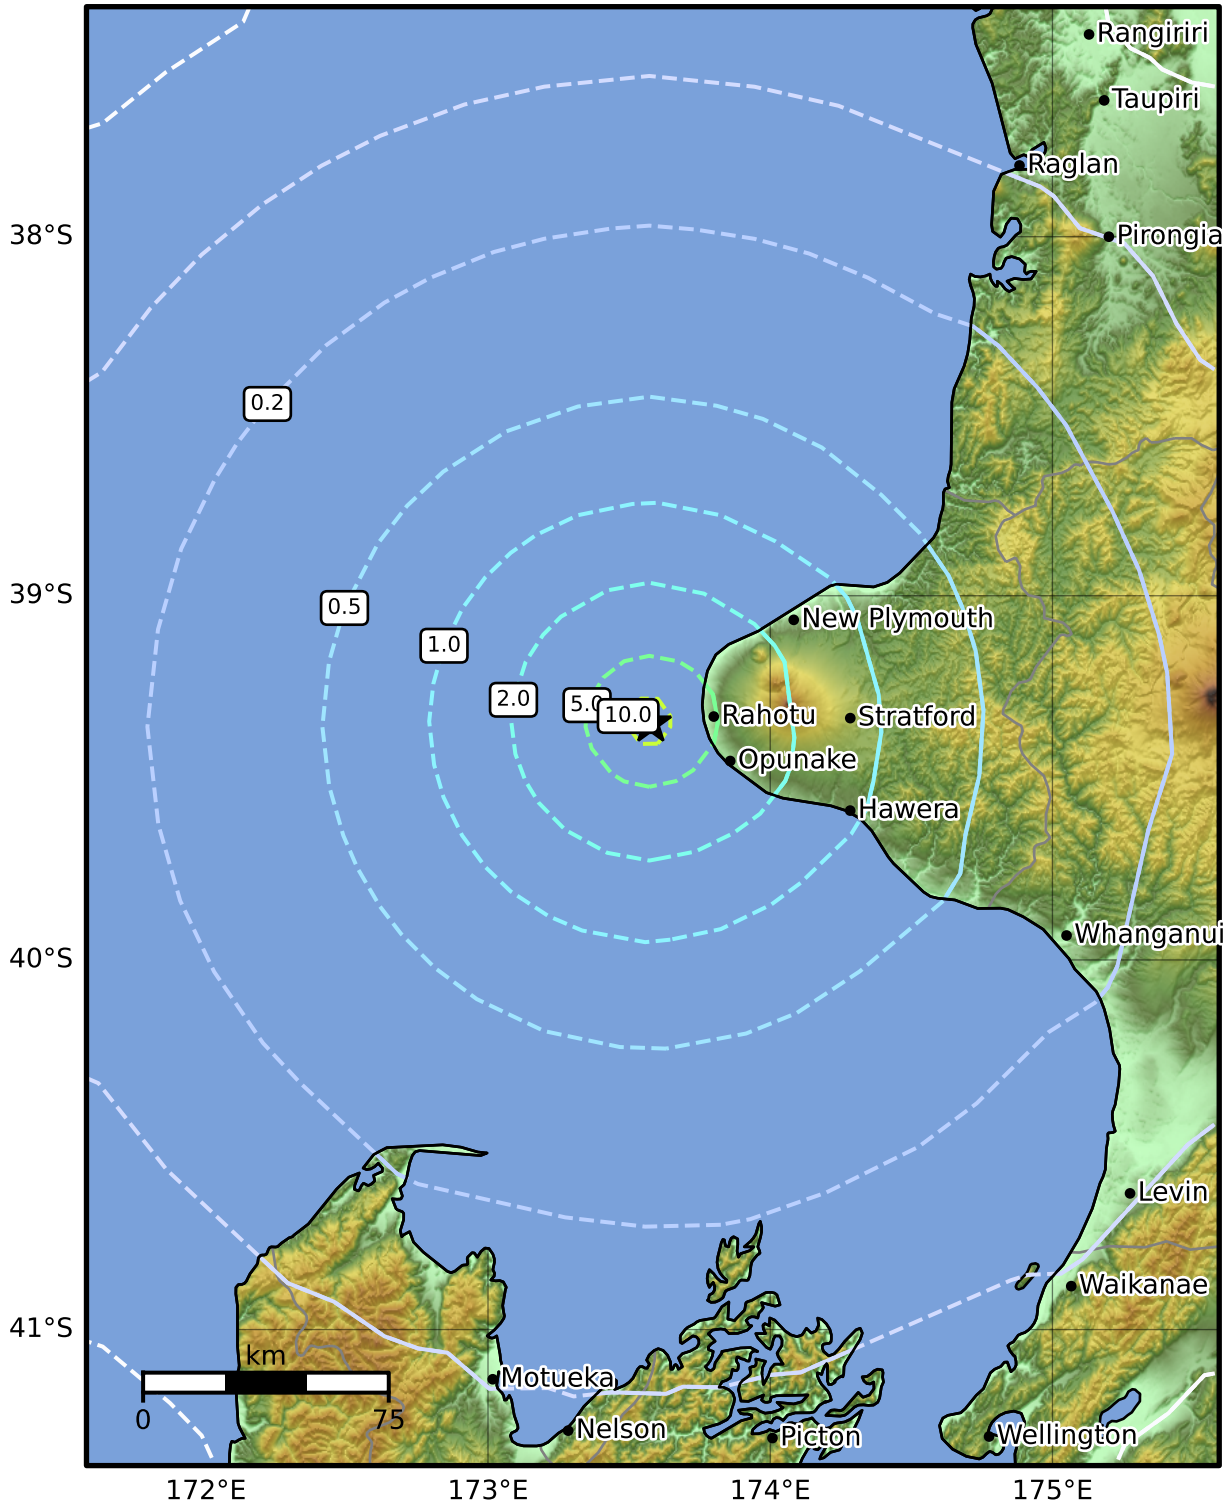 Rangiriri
Taupiri
Raglan
38°S
Pirongia
0.2
39°S
0.5
New Plymouth
1.0
2.0
5.0
10.0
Rahotu
Stratford
Opunake
Hawera
Whanganui
40°S
Levin
Waikanae
41°S
km
Motueka
0
75
Nelson
Picton
Wellington
172°E
173°E
174°E
175°E